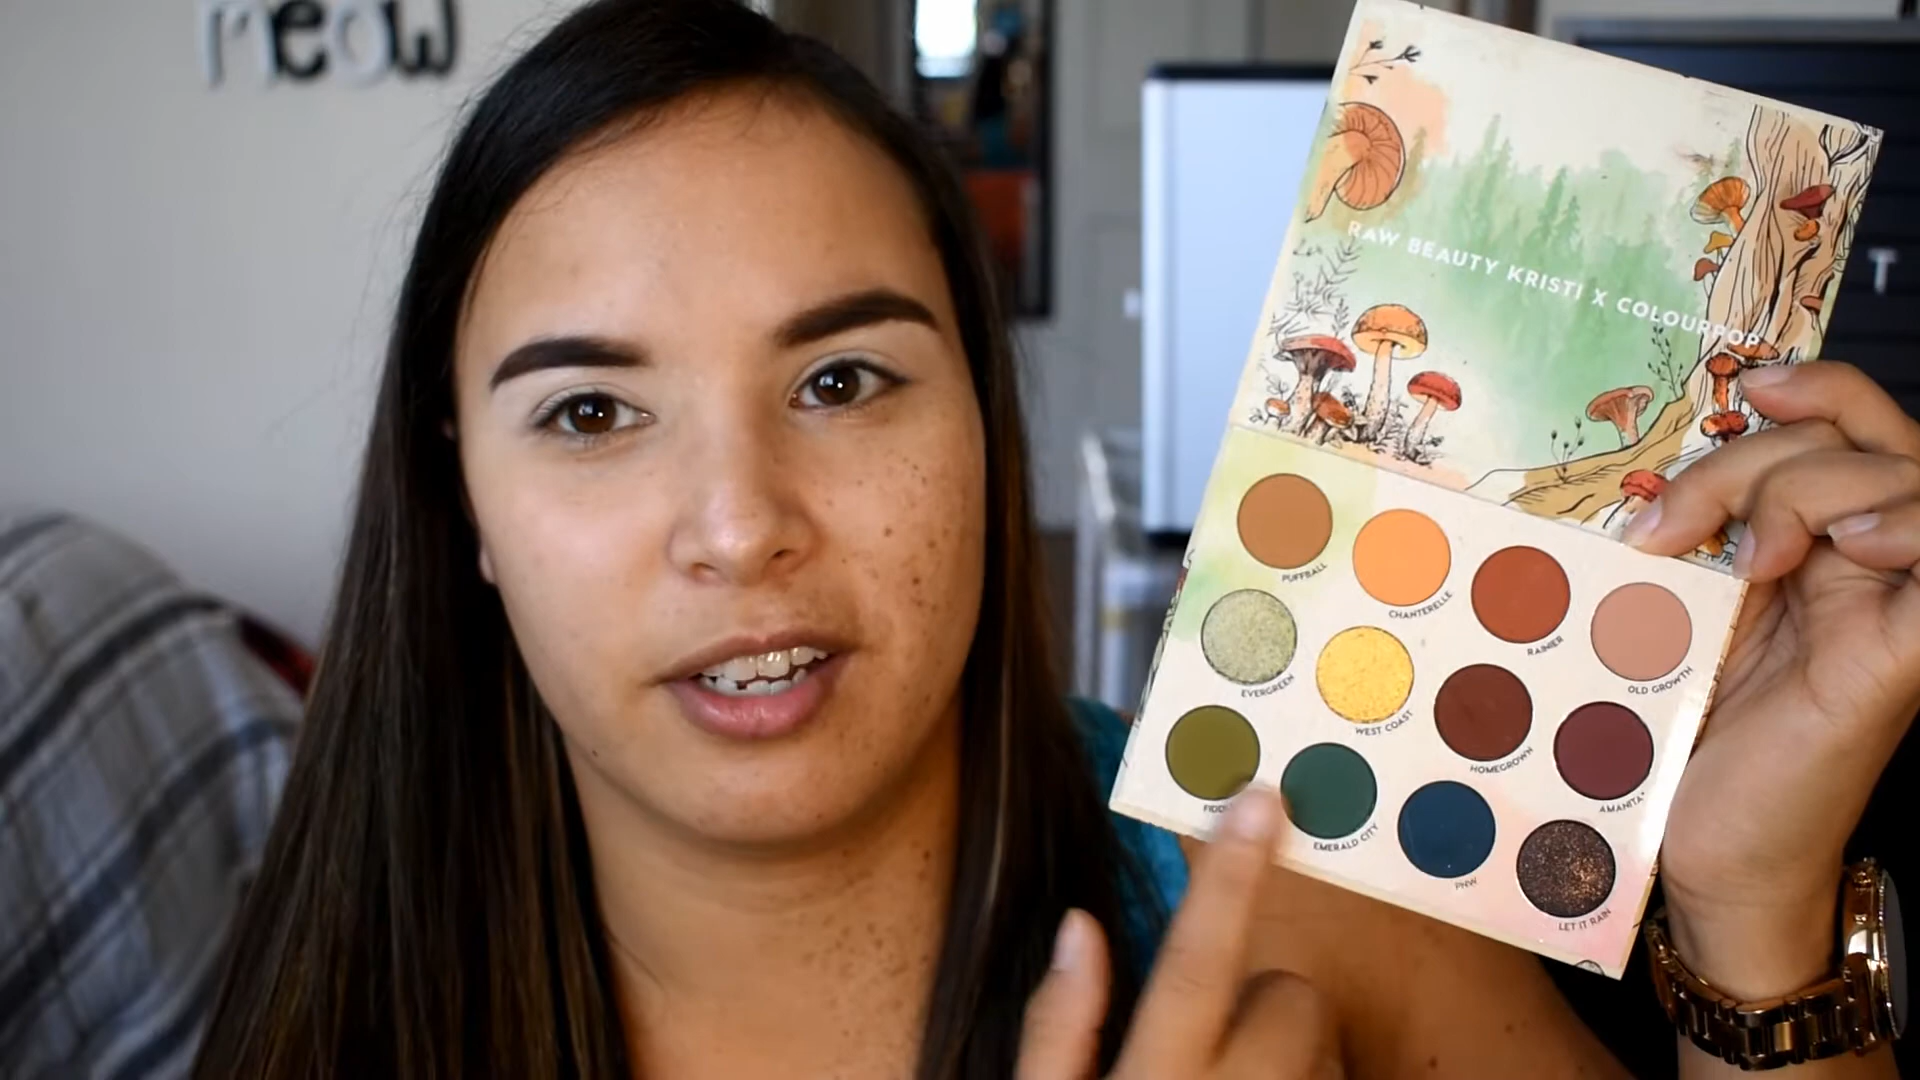 meow
RAW BEAUTY KRISTI X COLOURPOP
T
PUFFBALL
CHANTERELLE
RAINIER
OLD GROWTH
EVERGREEN
WEST COAST
HOMEGROWN
AMANITA
EMERALD CITY
PNW
LET IT RAIN